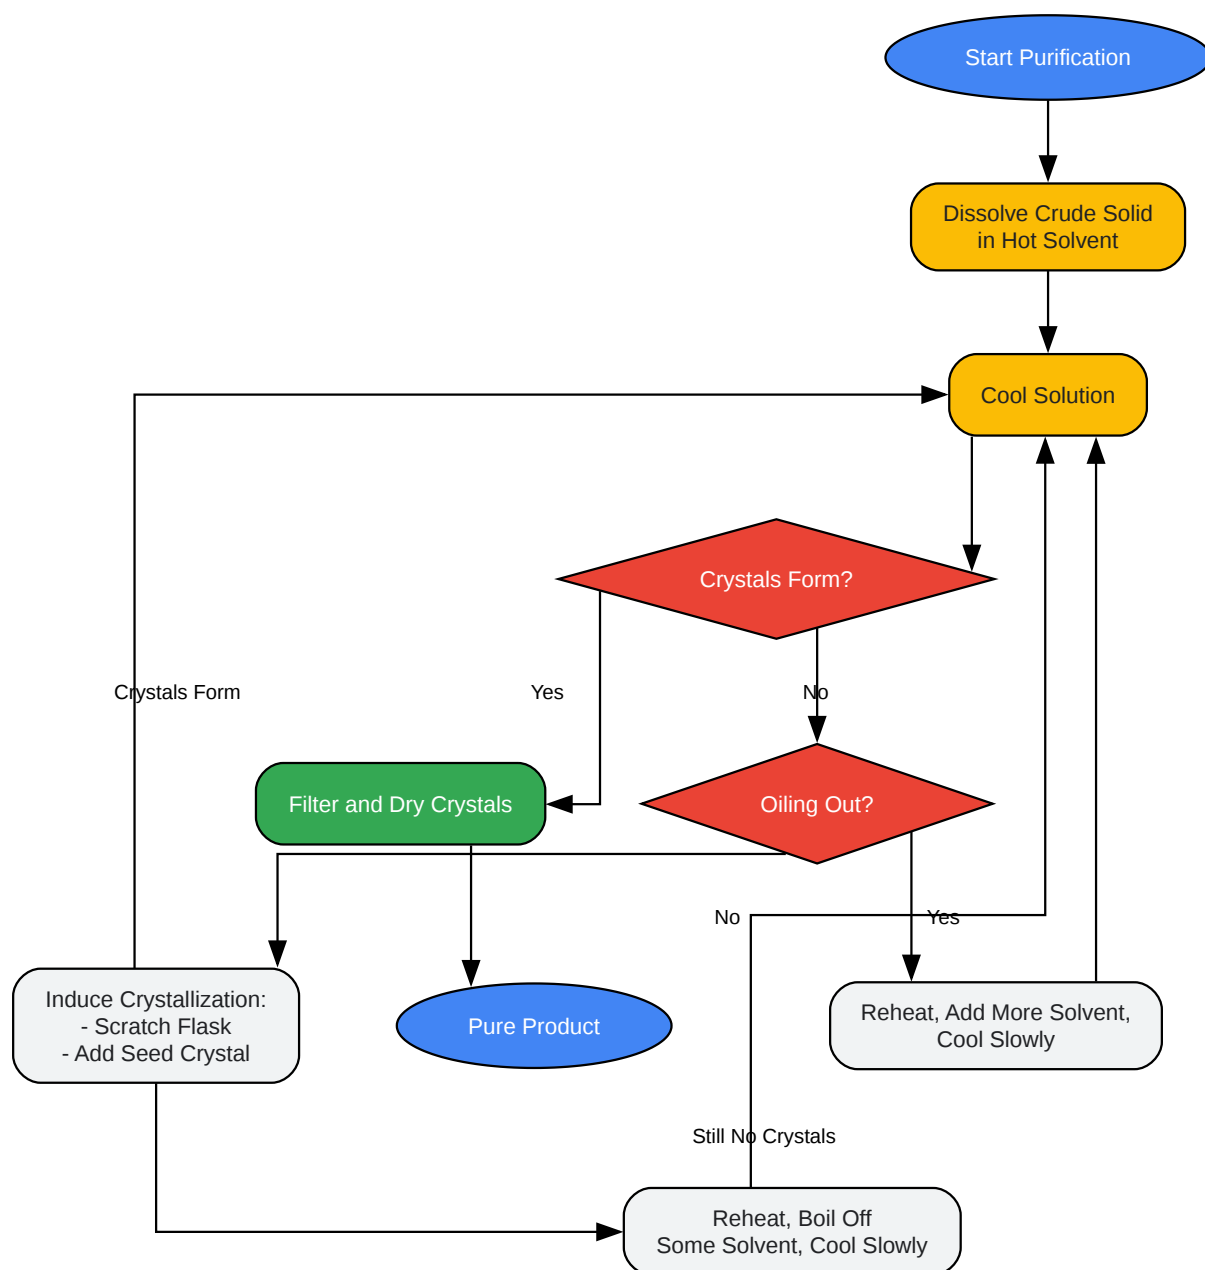 Start Purification
Dissolve Crude Solid
in Hot Solvent
Cool Solution
Crystals Form?
Crystals Form
Yes
No
Filter and Dry Crystals
Oiling Out?
No
Yes
Induce Crystallization:
- Scratch Flask
- Add Seed Crystal
Pure Product
Reheat, Add More Solvent,
Cool Slowly
Still No Crystals
Reheat, Boil Off
Some Solvent, Cool Slowly